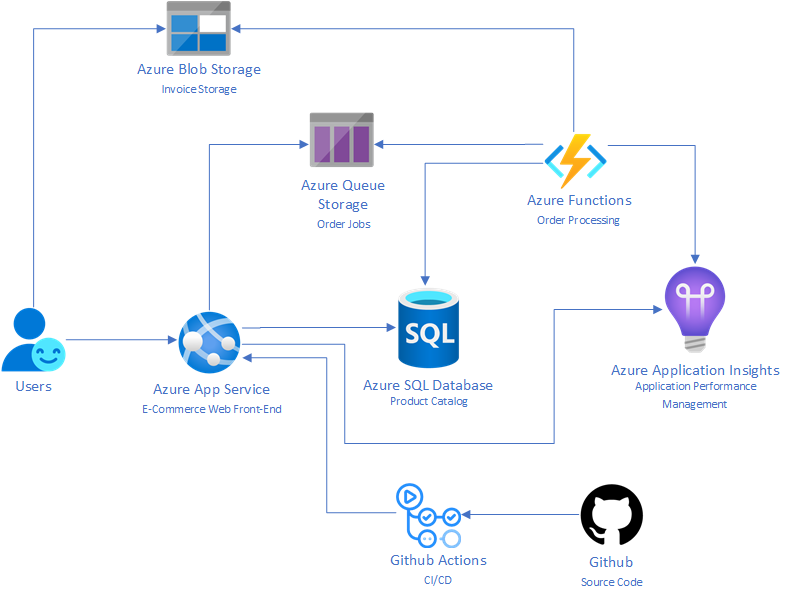 Azure Blob Storage
Invoice Storage
Azure Queue
Storage
Order Jobs
Azure Functions
Order Processing
SQL
Users
Azure App Service
E-Commerce Web Front-End
Azure SQL Database
Product Catalog
Azure Application Insights
Application Performance
Management
Github Actions
CI/CD
Github
Source Code